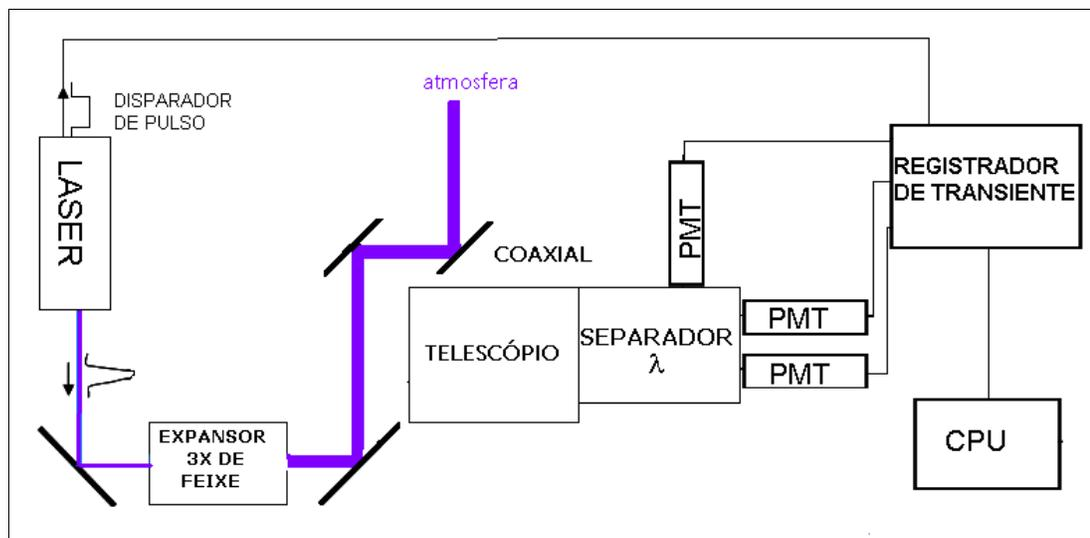 atmosfera
DISPARADOR
DE PULSO
LASER
PMT
REGISTRADOR
DE TRANSIENTE
COAXIAL
TELESCÓPIO
SEPARADOR
λ
PMT
PMT
EXPANSOR
3X DE
FEIXE
CPU